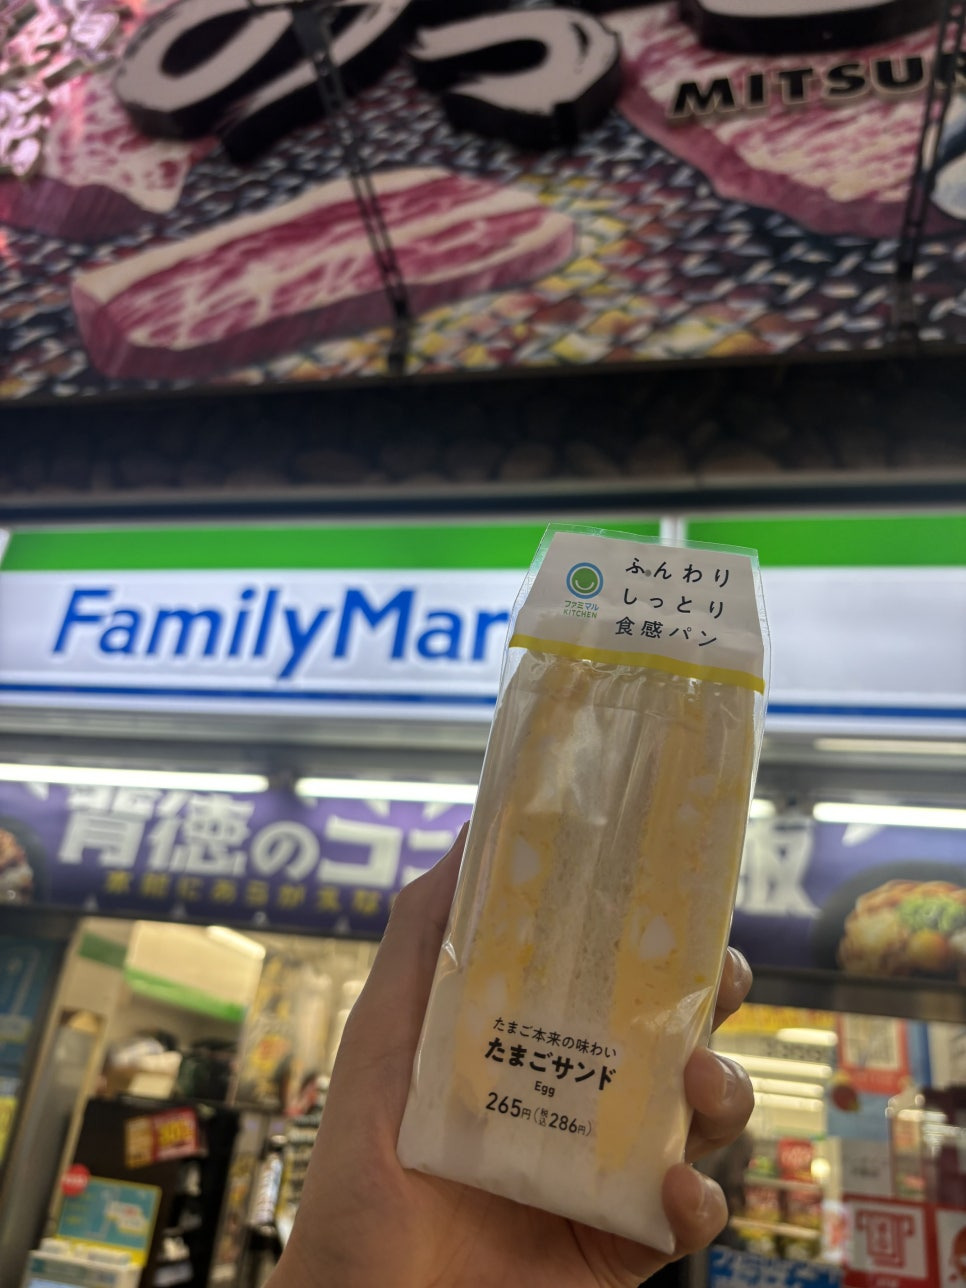 MITSU
FamilyMar
ふんわり
しっとり
食感パン
ファミマル
KITCHEN
背徳のコ
飯
たまご本来の味わい
たまごサンド
Egg
265円(税込286円)